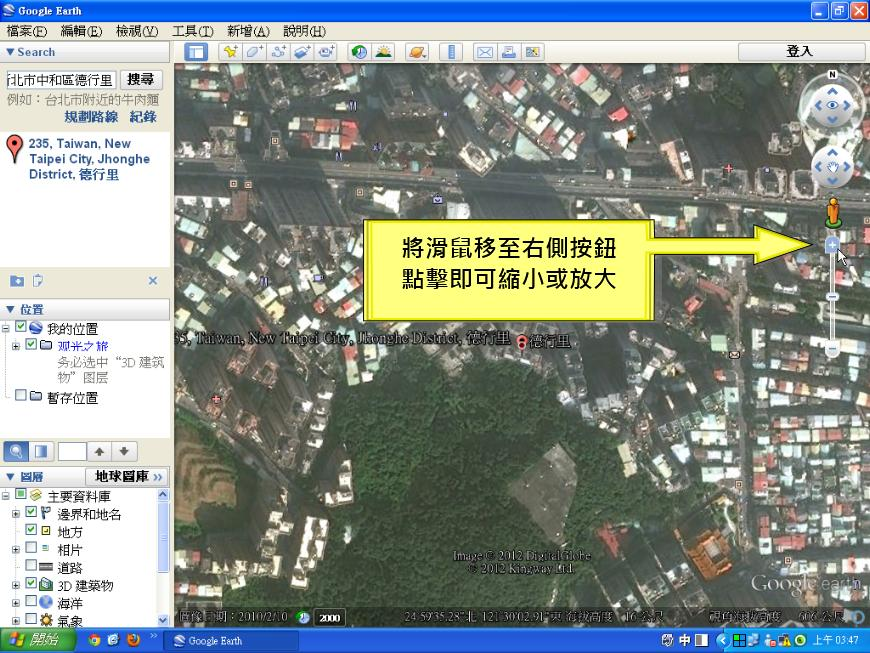 Google Earth
檔案(F) 編輯(E) 檢視(V) 工具(T) 新增(A) 說明(H)
Search
登入
北市中和區德行里 搜尋
例如：台北市附近的牛肉麵
規劃路線 紀錄
235, Taiwan, New
Taipei City, Jhonghe
District, 德行里
N
將滑鼠移至右側按鈕
點擊即可縮小或放大
35, Taiwan, New Taipei City, Jhonghe District, 德行里 德行里
位置
我的位置
观光之旅
务必选中“3D 建筑
物”图层
暫存位置
圖層 地球圖庫 »
主要資料庫
邊界和地名
地方
相片
道路
3D 建築物
海洋
氣象
Image © 2012 DigitalGlobe
© 2012 Kingway Ltd.
Google earth
圖像日期：2010/2/10 2000 24°59'35.28"北 121°30'02.91"東 海拔高度 16 公尺 視角海拔高度 606 公尺
開始 Google Earth 中 上午 03:47